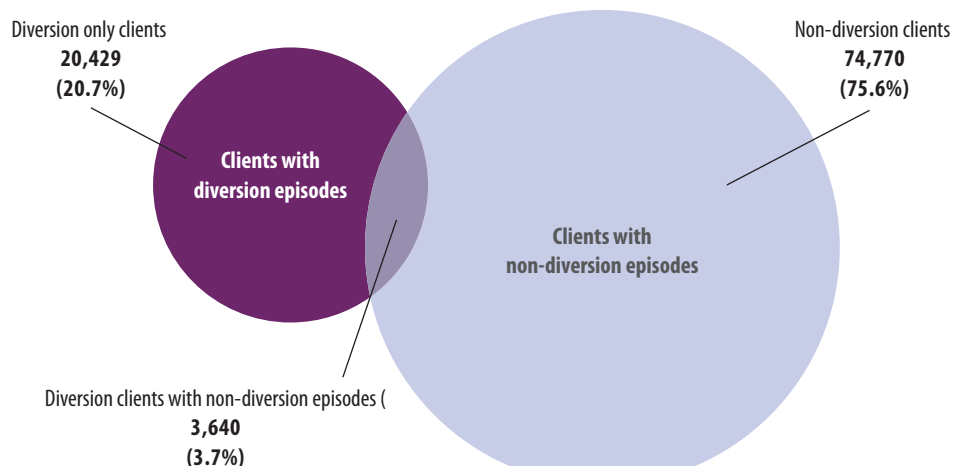 Diversion only clients
20,429
(20.7%)
Non-diversion clients
74,770
(75.6%)
Clients with
diversion episodes
Clients with
non-diversion episodes
Diversion clients with non-diversion episodes (
3,640
(3.7%)